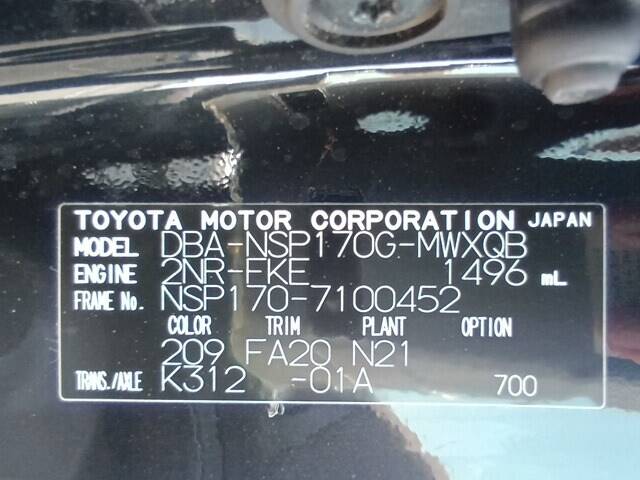 TOYOTA MOTOR CORPORATION JAPAN
MODEL DBA-NSP170G-MWXQB
ENGINE 2NR-FKE 1496 mL
FRAME No. NSP170-7100452
COLOR TRIM PLANT OPTION
209 FA20 N21
TRANS./AXLE K312 -01A 700